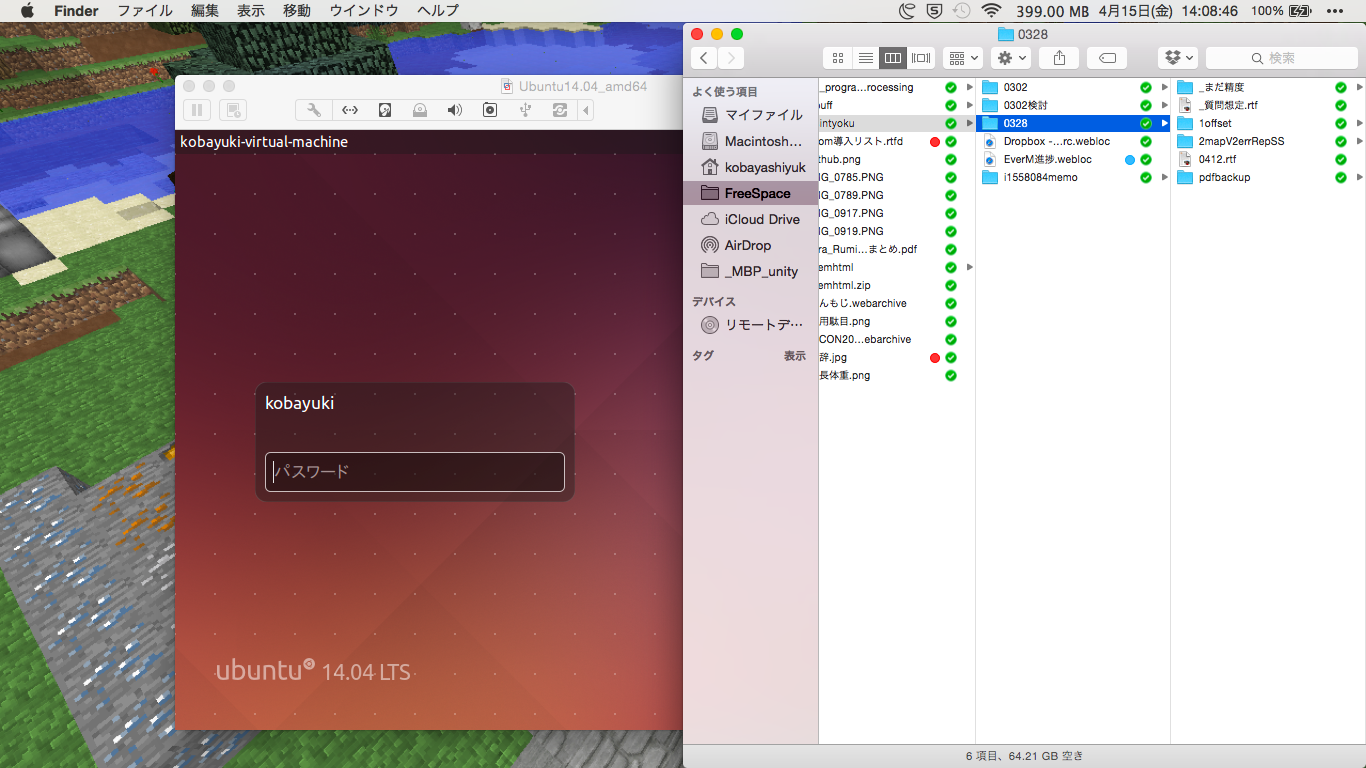 Finder ファイル 編集 表示 移動 ウインドウ ヘルプ 5 399.00 MB 4月15日(金) 14:08:46 100%
Ubuntu14.04_amd64
kobayuki-virtual-machine
kobayuki
パスワード
ubuntu 14.04 LTS
0328
検索
よく使う項目
マイファイル
Macintosh...
kobayashiyuk
FreeSpace
iCloud Drive
AirDrop
_MBP_unity
デバイス
リモートデ…
タグ 表示
_progra...rocessing
uff
intyoku
om導入リスト.rtfd
thub.png
IG_0785.PNG
IG_0789.PNG
IG_0917.PNG
IG_0919.PNG
ra_Rumi...まとめ.pdf
emhtml
emhtml.zip
んもじ.webarchive
用駄目.png
CON20...ebarchive
辞.jpg
長体重.png
0302
0302検討
0328
Dropbox -...rc.webloc
EverM進捗.webloc
i1558084memo
_まだ精度
_質問想定.rtf
1offset
2mapV2errRepSS
0412.rtf
pdfbackup
6 項目、64.21 GB 空き